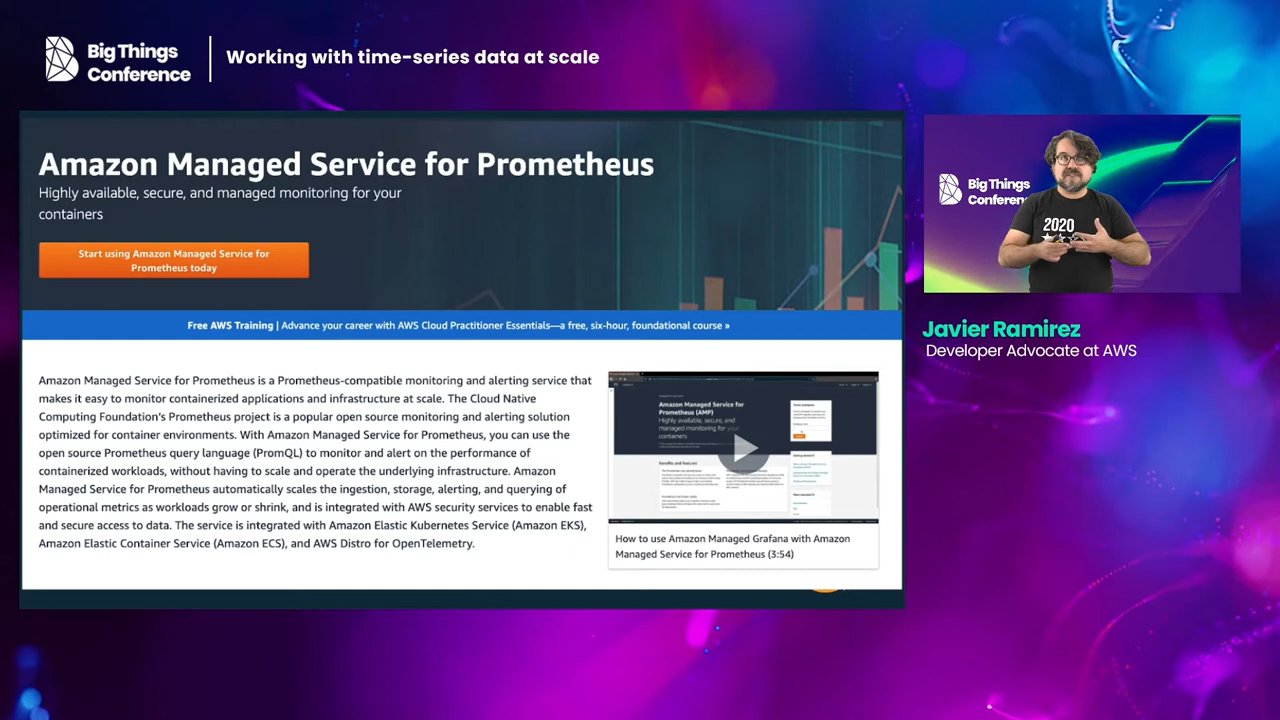 Big Things
Conference
Working with time-series data at scale
Amazon Managed Service for Prometheus
Highly available, secure, and managed monitoring for your
containers
Start using Amazon Managed Service for
Prometheus today
Free AWS Training | Advance your career with AWS Cloud Practitioner Essentials—a free, six-hour, foundational course »
Amazon Managed Service for Prometheus is a Prometheus-compatible monitoring and alerting service that
makes it easy to monitor containerized applications and infrastructure at scale. The Cloud Native
Computing Foundation's Prometheus project is a popular open source monitoring and alerting solution
optimized for container environments. With Amazon Managed Service for Prometheus, you can use the
open source Prometheus query language (PromQL) to monitor and alert on the performance of
containerized workloads, without having to scale and operate the underlying infrastructure. Amazon
Managed Service for Prometheus automatically scales the ingestion, storage, alerting, and querying of
operational metrics as workloads grow or shrink, and is integrated with AWS security services to enable fast
and secure access to data. The service is integrated with Amazon Elastic Kubernetes Service (Amazon EKS),
Amazon Elastic Container Service (Amazon ECS), and AWS Distro for OpenTelemetry.
Amazon Managed Service for
Prometheus (AMP)
Highly available, secure, and
managed monitoring for your
containers
Benefits and features
How to use Amazon Managed Grafana with Amazon
Managed Service for Prometheus (3:54)
Big Things
Conferen
2020
Javier Ramirez
Developer Advocate at AWS